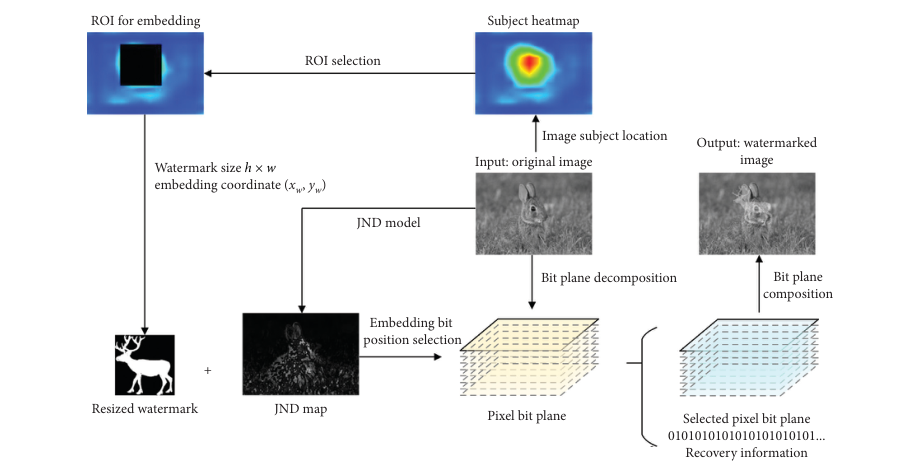 ROI for embedding
Subject heatmap
ROI selection
Image subject location
Output: watermarked
image
Input: original image
Watermark size h × w
embedding coordinate (xw, yw)
JND model
Bit plane decomposition
Bit plane
composition
Embedding bit
position selection
+
Resized watermark
JND map
Pixel bit plane
Selected pixel bit plane
0101010101010101010101...
Recovery information